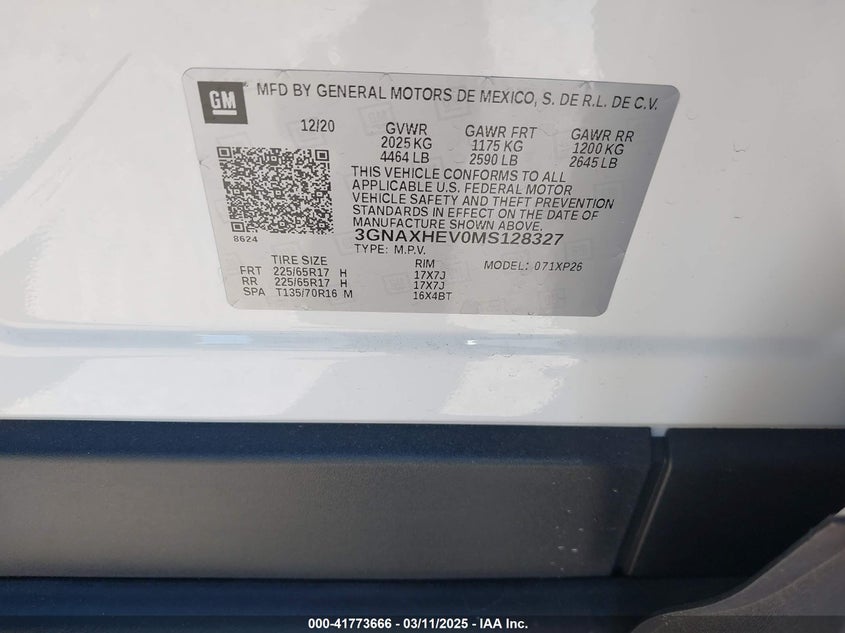 GM
MFD BY GENERAL MOTORS DE MEXICO, S. DE R.L. DE C.V.
12/20 GVWR GAWR FRT GAWR RR
2025 KG 1175 KG 1200 KG
4464 LB 2590 LB 2645 LB
THIS VEHICLE CONFORMS TO ALL
APPLICABLE U.S. FEDERAL MOTOR
VEHICLE SAFETY AND THEFT PREVENTION
STANDARDS IN EFFECT ON THE DATE OF
MANUFACTURE SHOWN ABOVE.
8624 3GNAXHEV0MS128327
TYPE: M.P.V.
TIRE SIZE RIM MODEL: 071XP26
FRT 225/65R17 H 17X7J
RR 225/65R17 H 17X7J
SPA T135/70R16 M 16X4BT
000-41773666 - 03/11/2025 - IAA Inc.